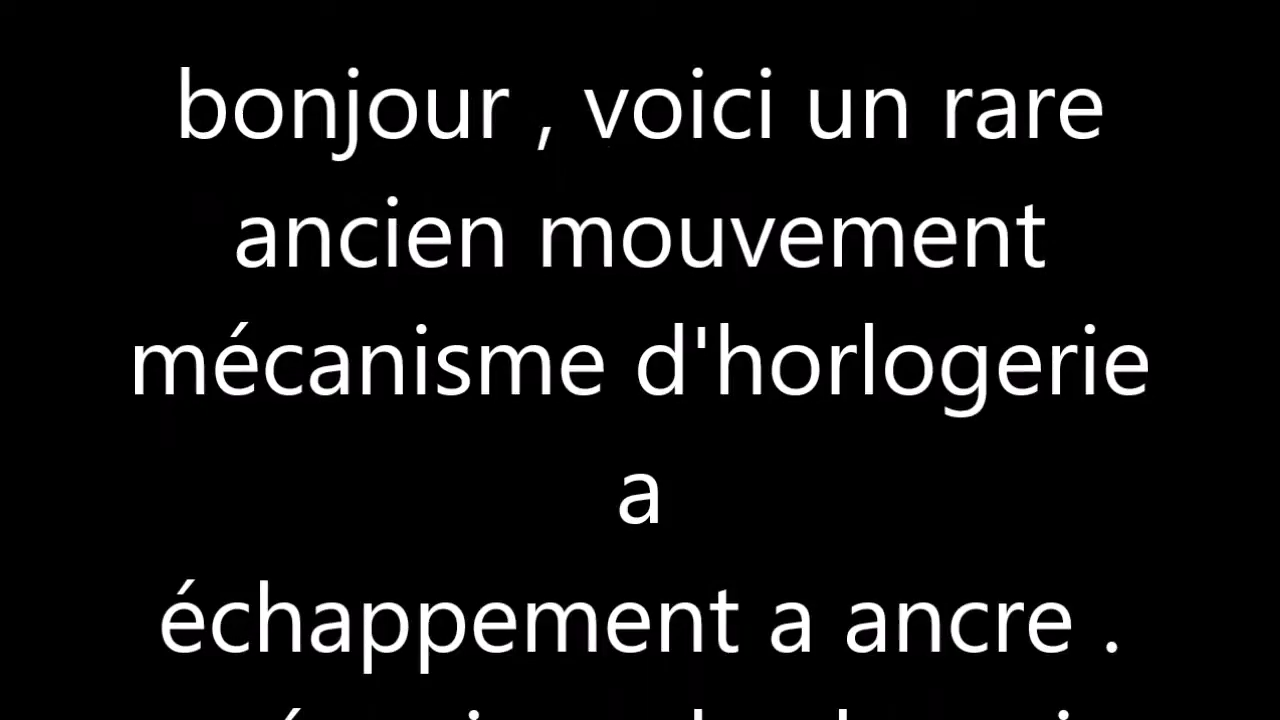 bonjour , voici un rare
ancien mouvement
mécanisme d'horlogerie
a
échappement a ancre .